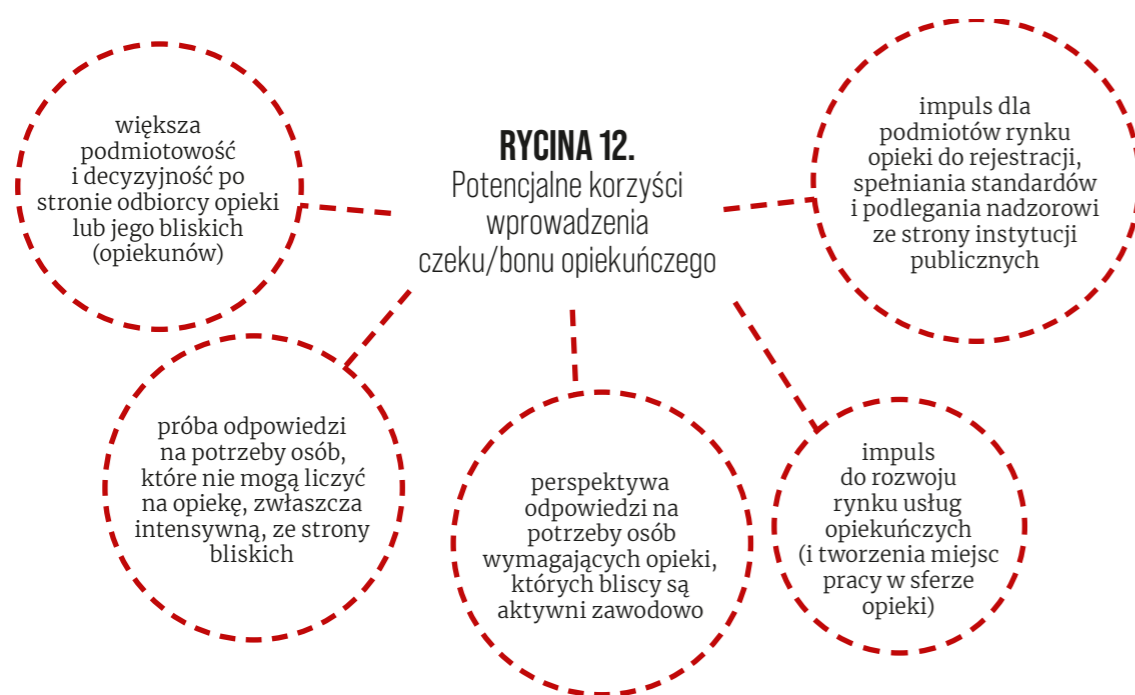 RYCINA 12.
Potencjalne korzyści
wprowadzenia
czeku/bonu opiekuńczego
większa
podmiotowość
i decyzyjność po
stronie odbiorcy opieki
lub jego bliskich
(opiekunów)
próba odpowiedzi
na potrzeby osób,
które nie mogą liczyć
na opiekę, zwłaszcza
intensywną, ze strony
bliskich
perspektywa
odpowiedzi na
potrzeby osób
wymagających opieki,
których bliscy są
aktywni zawodowo
impuls
do rozwoju
rynku usług
opiekuńczych
(i tworzenia miejsc
pracy w sferze
opieki)
impuls dla
podmiotów rynku
opieki do rejestracji,
spełniania standardów
i podlegania nadzorowi
ze strony instytucji
publicznych